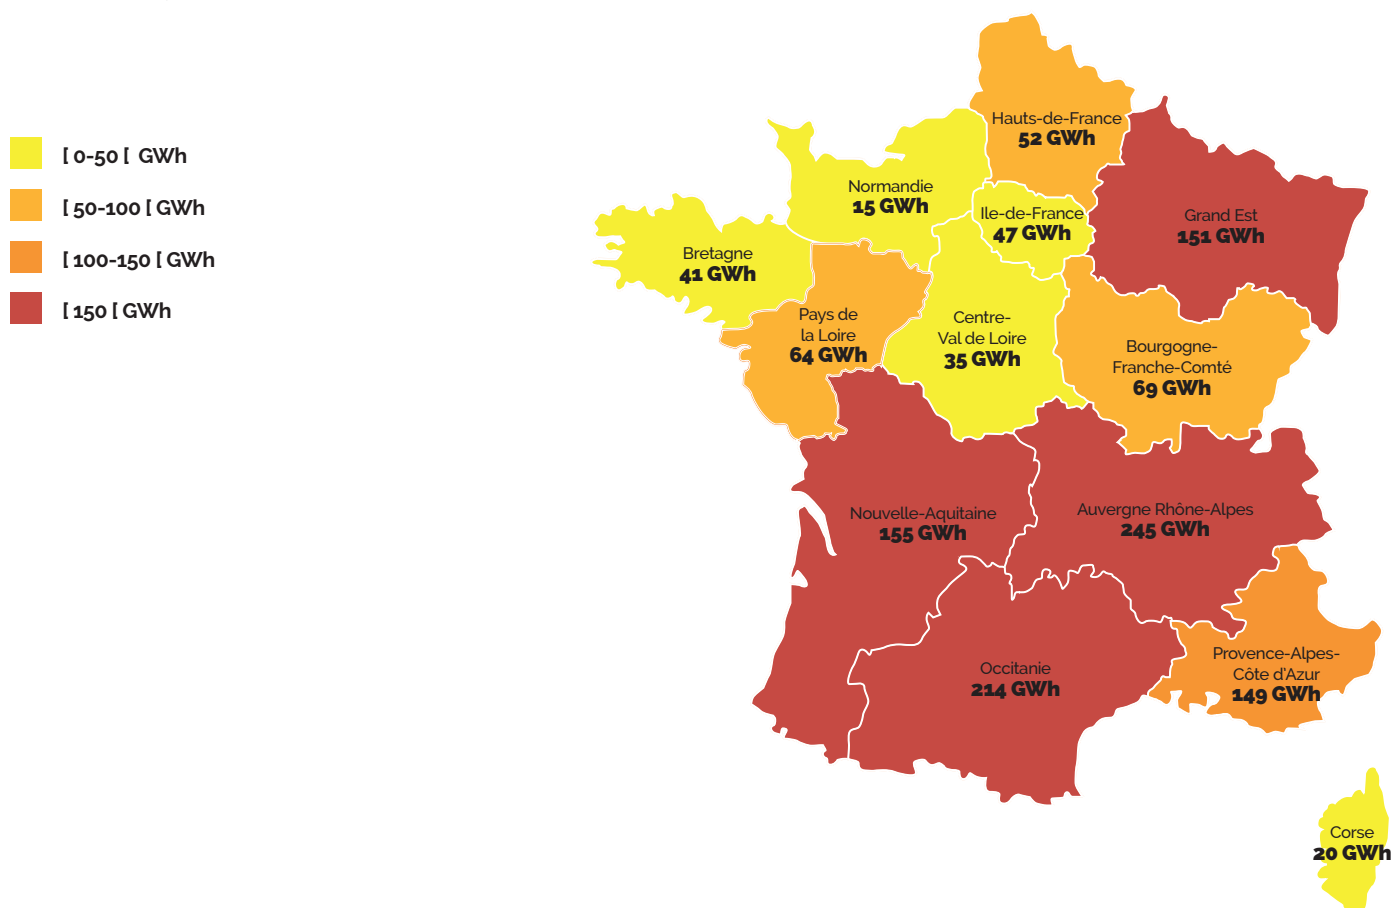 [ 0-50 [ GWh
[ 50-100 [ GWh
[ 100-150 [ GWh
[ 150 [ GWh
Hauts-de-France
52 GWh
Normandie
15 GWh
Ile-de-France
47 GWh
Grand Est
151 GWh
Bretagne
41 GWh
Pays de
la Loire
64 GWh
Centre-
Val de Loire
35 GWh
Bourgogne-
Franche-Comté
69 GWh
Nouvelle-Aquitaine
155 GWh
Auvergne Rhône-Alpes
245 GWh
Occitanie
214 GWh
Provence-Alpes-
Côte d'Azur
149 GWh
Corse
20 GWh